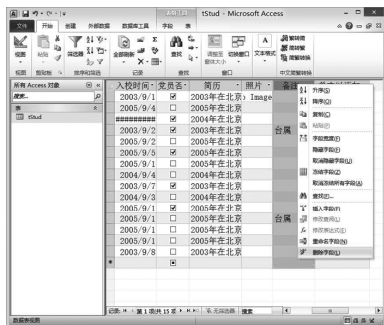 tStud - Microsoft Access
文件 开始 创建 外部数据 数据库工具 字段 表
视图 粘贴 筛选器 全部刷新 查找 调整至窗体大小 切换窗口 文本格式 繁转简 简转繁 简繁转换
视图 剪贴板 排序和筛选 记录 查找 窗口 中文简繁转换
所有 Access 对象
搜索...
表
tStud
入校时间 党员否 简历 照片 备注
2003/9/1 2003年在北京 Image
2003/9/2 2005年在北京
######### 2003年在北京
2003/9/2 2003年在北京 台属
2005/9/4 2005年在北京
2005/9/2 2005年在北京
2005/9/5 2005年在北京
2004/9/1 2004年在北京
2004/9/3 2004年在北京
2003/9/7 2003年在北京
2004/9/1 2004年在北京
2005/9/1 2005年在北京
2005/9/1 2005年在北京 台属
2005/9/1 2005年在北京
2003/9/8 2003年在北京
升序(S)
降序(O)
复制(C)
粘贴(P)
字段宽度(F)
隐藏字段(F)
取消隐藏字段(U)
冻结字段(Z)
取消冻结所有字段(A)
查找(F)...
插入字段(F)
修改查阅(L)
修改表达式(E)
重命名字段(N)
删除字段(L)
记录: 第 1 项(共 15 项) 无筛选器 搜索
数据表视图